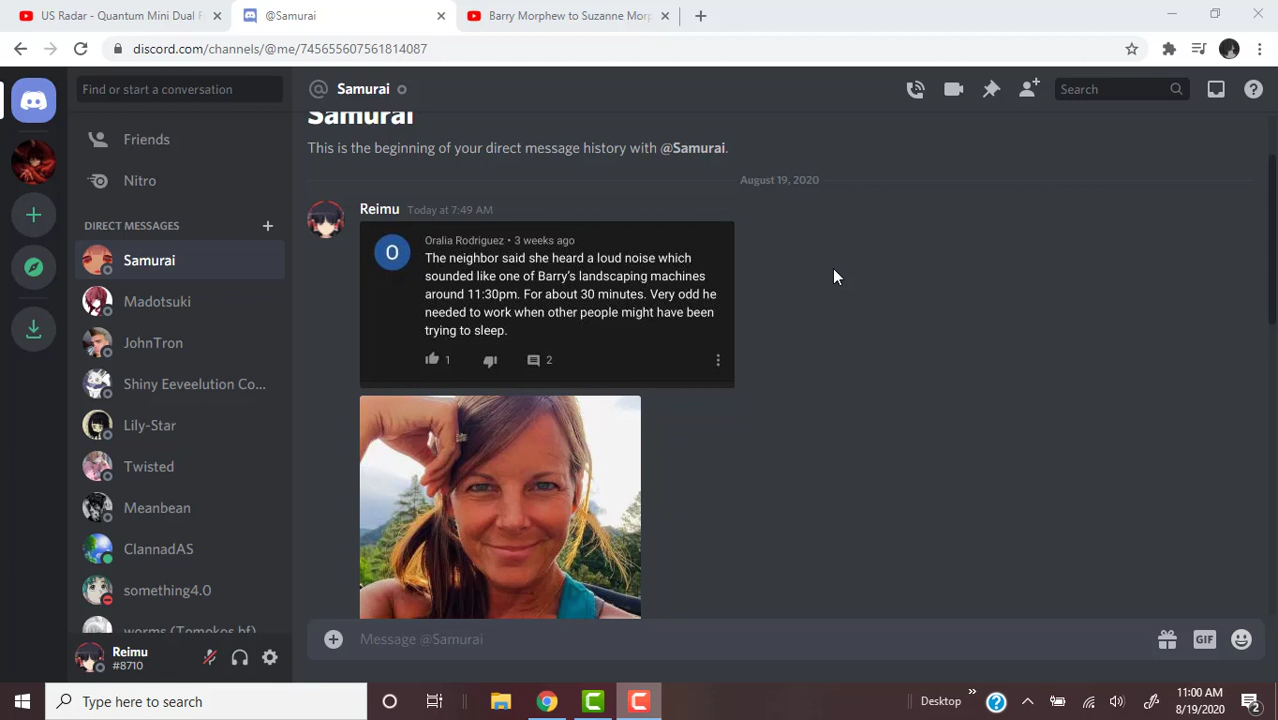 US Radar - Quantum Mini Dual F
@Samurai
Barry Morphew to Suzanne Morp
discord.com/channels/@me/745655607561814087
Find or start a conversation
Samurai
Search
Friends
Nitro
DIRECT MESSAGES
Samurai
Madotsuki
JohnTron
Shiny Eeveelution Co...
Lily-Star
Twisted
Meanbean
ClannadAS
something4.0
worms (Tomokos bf)
Reimu
#8710
Samurai
This is the beginning of your direct message history with @Samurai.
August 19, 2020
Reimu Today at 7:49 AM
O
Oralia Rodriguez • 3 weeks ago
The neighbor said she heard a loud noise which
sounded like one of Barry's landscaping machines
around 11:30pm. For about 30 minutes. Very odd he
needed to work when other people might have been
trying to sleep.
1 2
Message @Samurai
GIF
Type here to search
Desktop
11:00 AM
8/19/2020
2